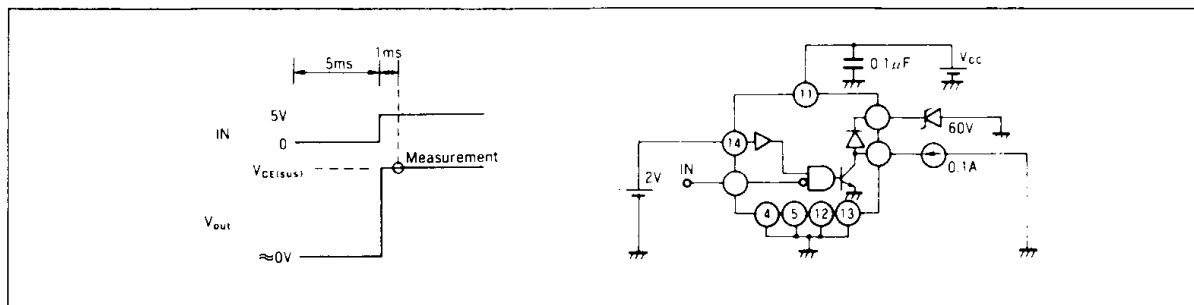 1ms
5ms
5V
IN
0
Measurement
VCE(sus)
Vout
≈0V
0.1μF
VCC
11
14
60V
0.1A
2V
IN
4 5 12 13